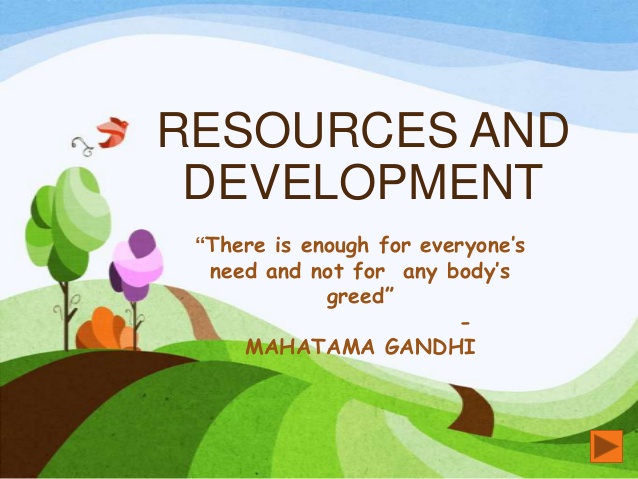 RESOURCES AND
DEVELOPMENT
“There is enough for everyone’s
need and not for any body’s
greed”
-
MAHATAMA GANDHI